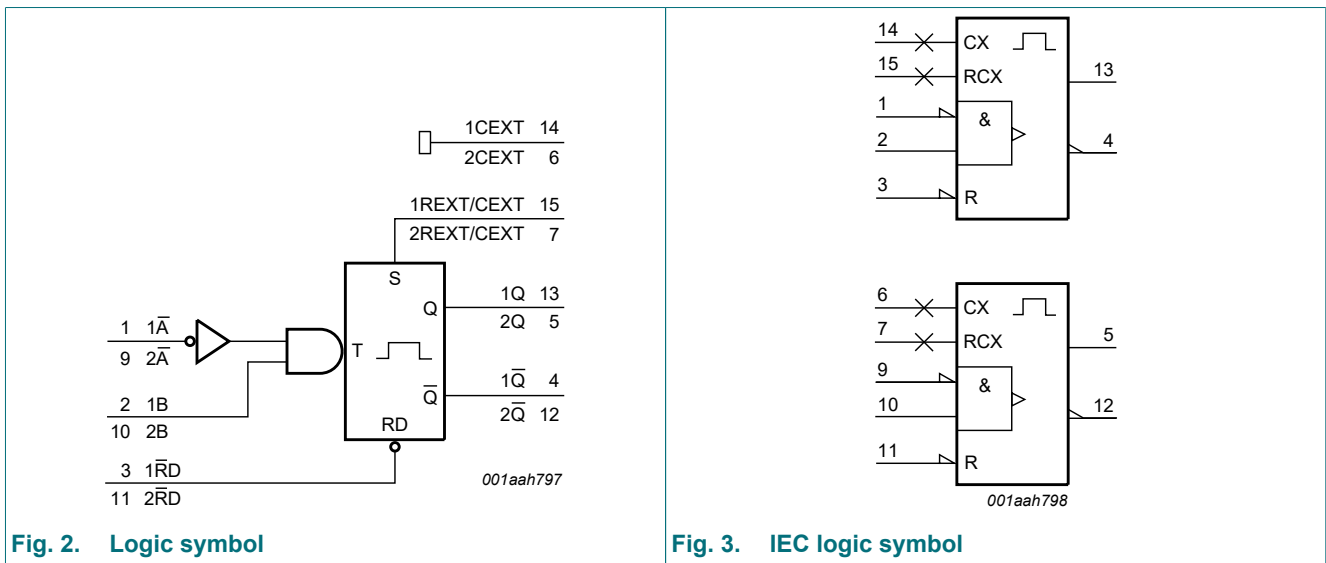 1CEXT 14
2CEXT 6
1REXT/CEXT 15
2REXT/CEXT 7
S
Q
1Q 13
2Q 5
1 1A̅
9 2A̅
T
Q̅
1Q̅ 4
2Q̅ 12
2 1B
10 2B
RD
3 1R̅D
11 2R̅D
001aah797
Fig. 2. Logic symbol
14 CX
15 RCX
13
1
&
2
4
3 R
6 CX
7 RCX
5
9
&
10
12
11 R
001aah798
Fig. 3. IEC logic symbol